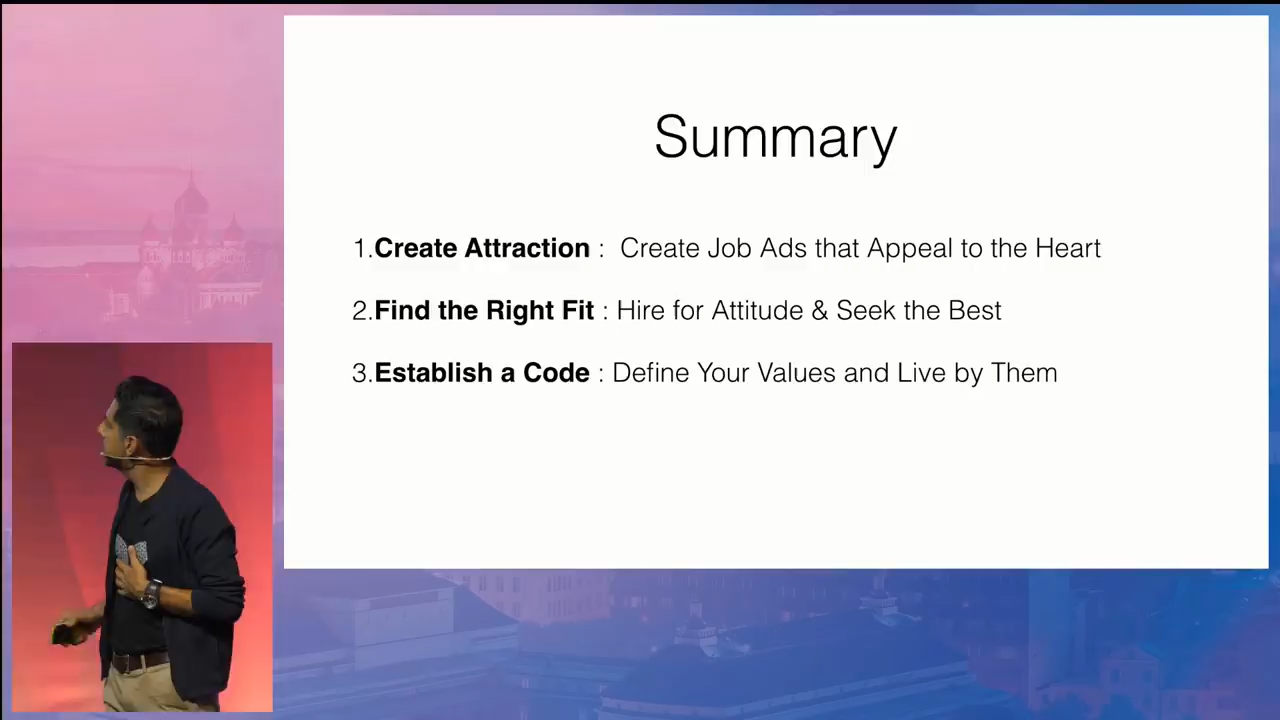 Summary
1.Create Attraction :  Create Job Ads that Appeal to the Heart
2.Find the Right Fit : Hire for Attitude & Seek the Best
3.Establish a Code : Define Your Values and Live by Them